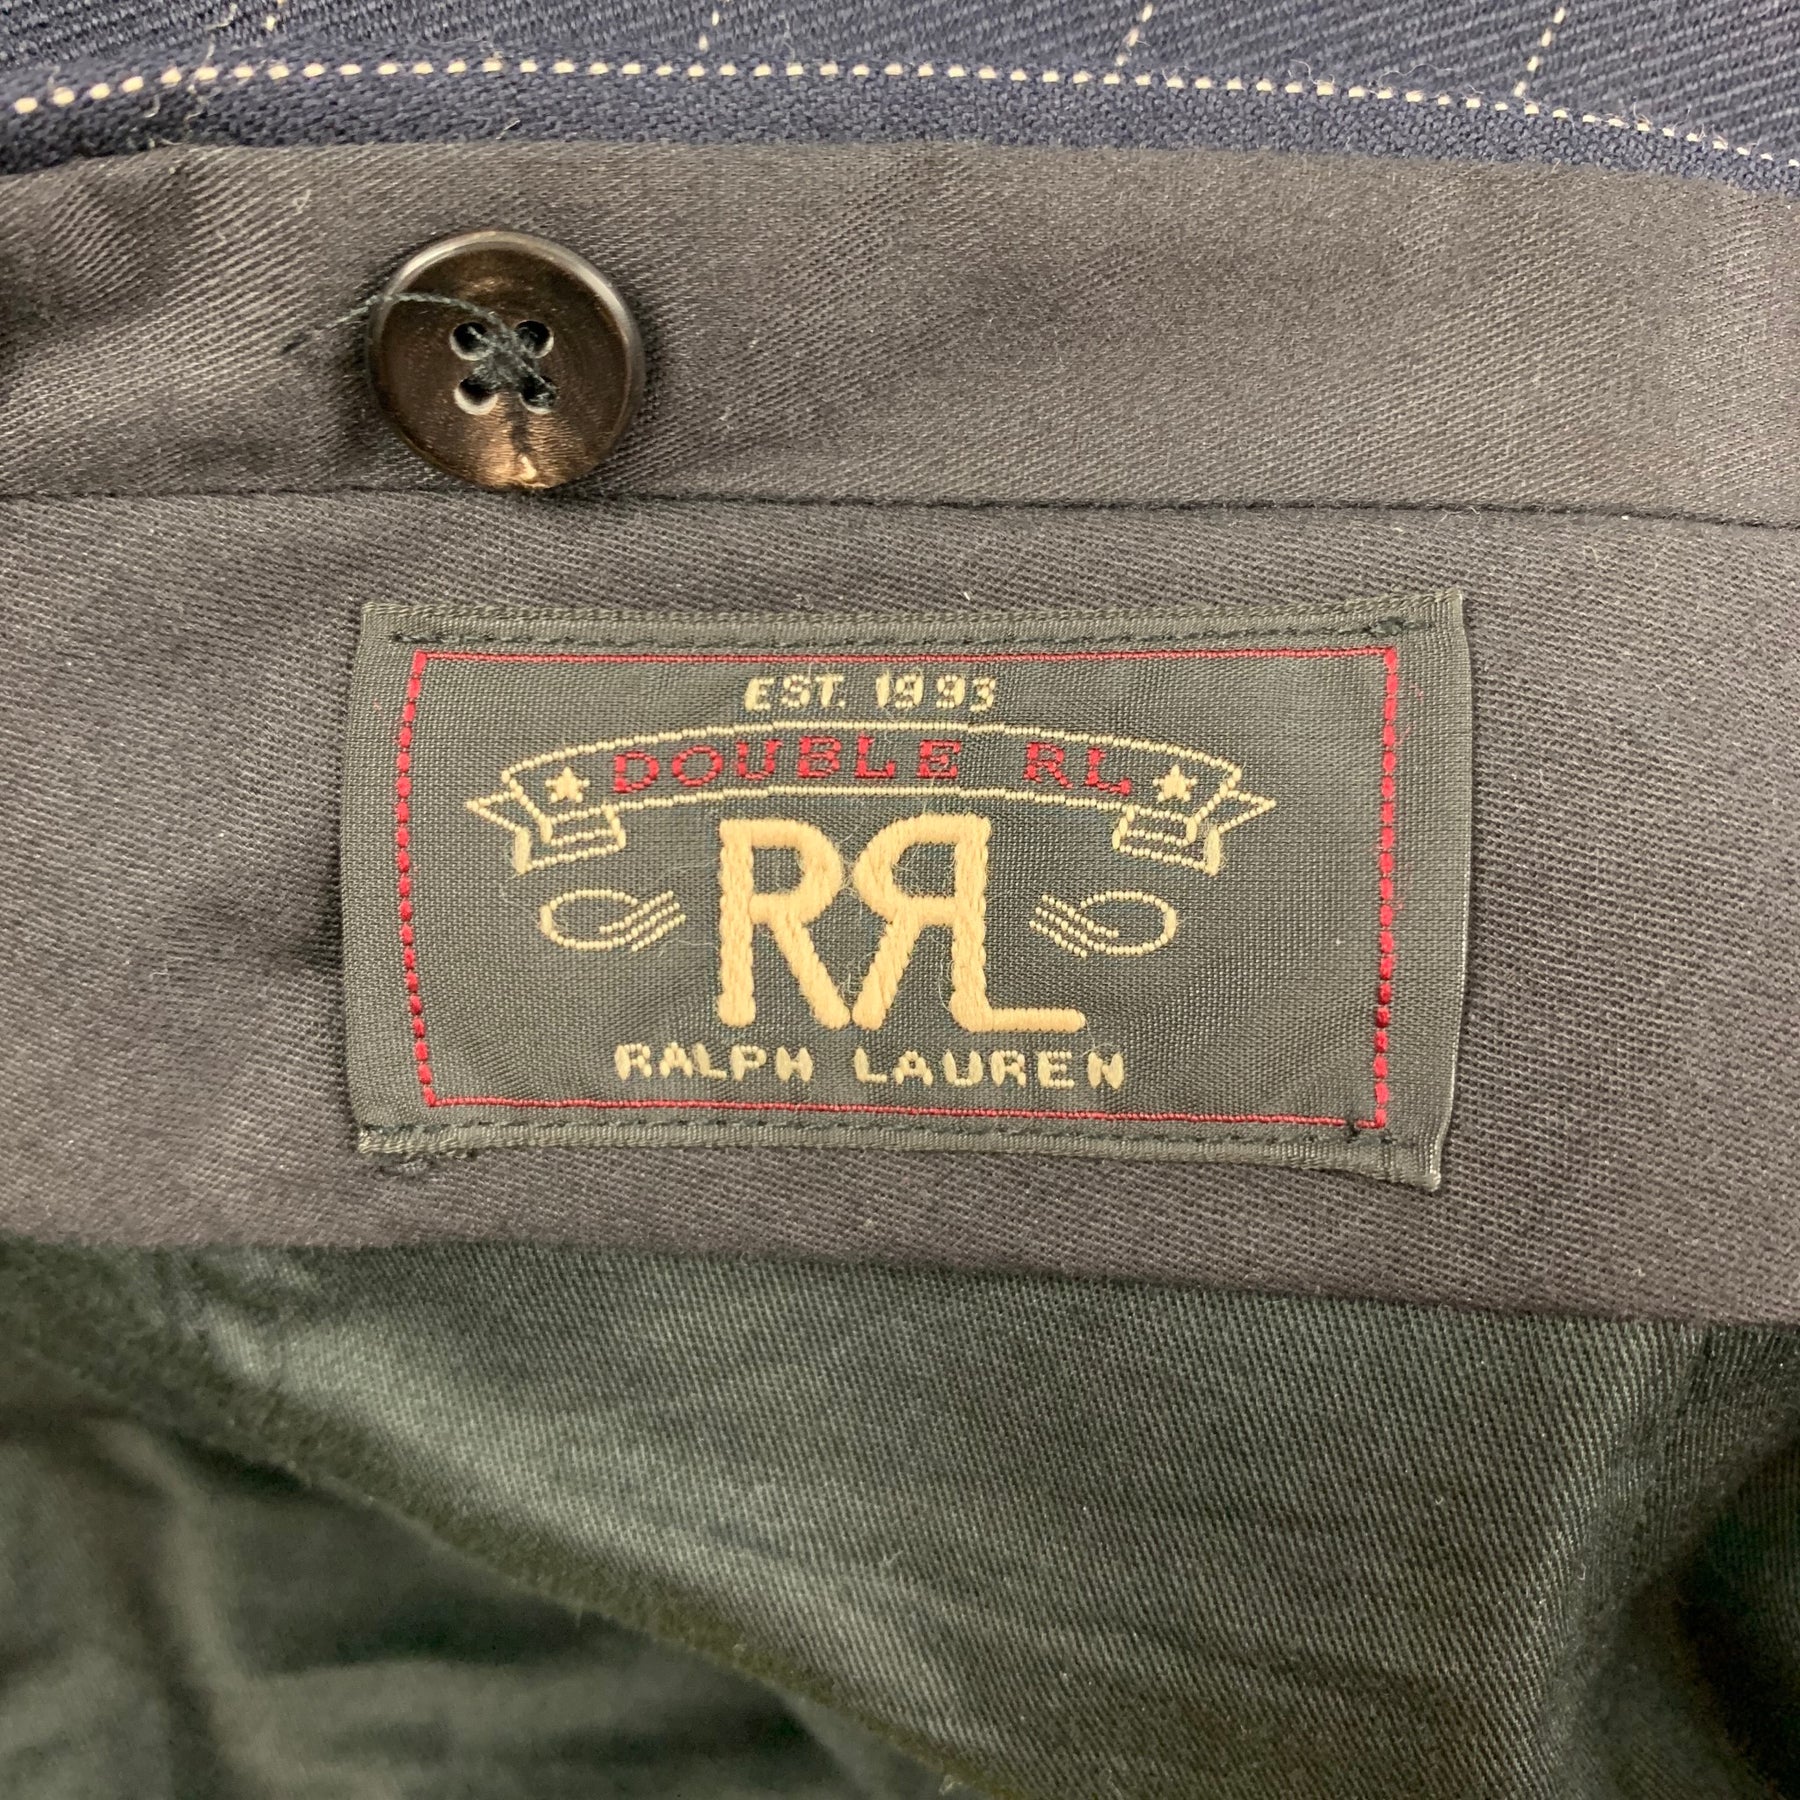 EST. 1993
DOUBLE RL
RRL
RALPH LAUREN